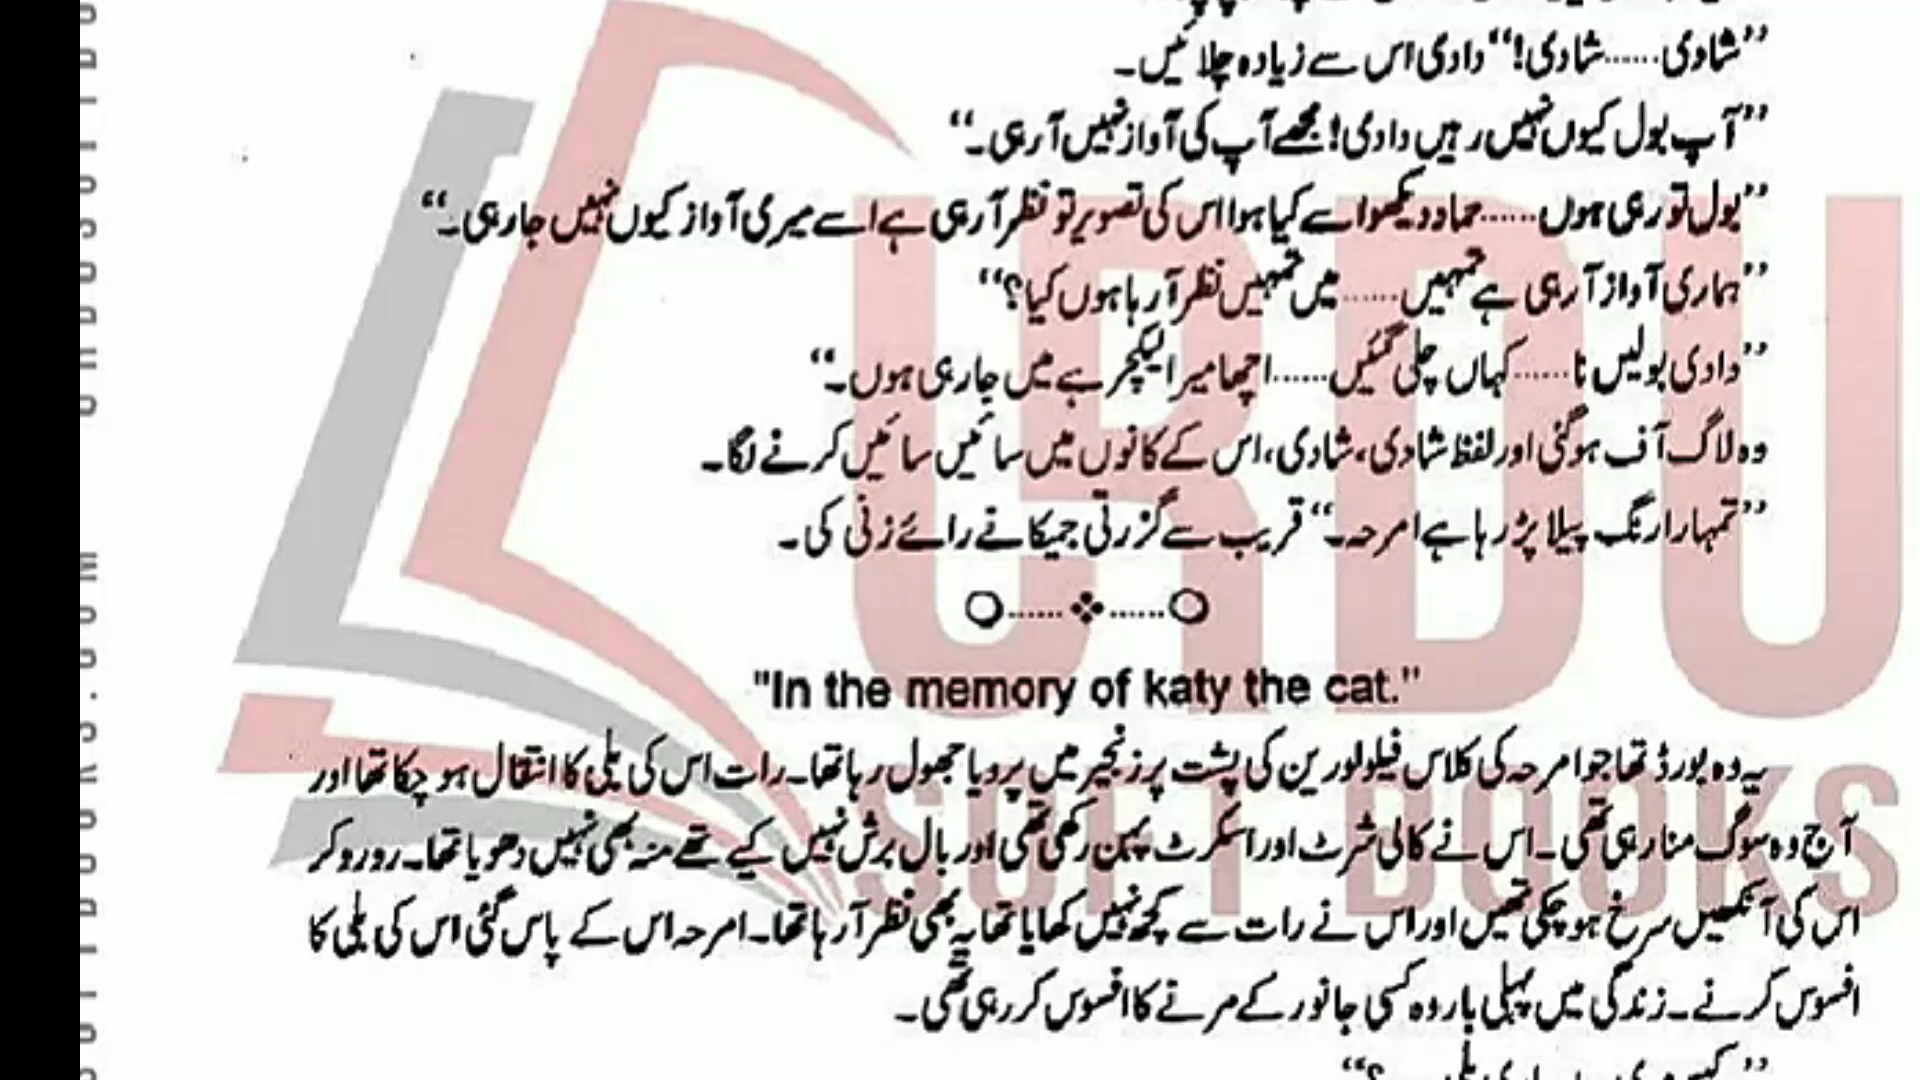 ”شادی......شادی!“ دادی اس سے زیادہ چلائیں۔
”آپ بول کیوں نہیں رہیں دادی! مجھے آپ کی آواز نہیں آ رہی۔“
”بول تو رہی ہوں......حماد دیکھو اسے کیا ہوا اس کی تصویر تو نظر آ رہی ہے اسے میری آواز کیوں نہیں جا رہی۔“
”ہماری آواز آ رہی ہے تمہیں......میں تمہیں نظر آ رہا ہوں کیا؟“
”دادی بولیں نا......کہاں چلی گئیں......اچھا میرا لیکچر ہے میں جا رہی ہوں۔“
وہ لاگ آف ہو گئی اور لفظ شادی، شادی، اس کے کانوں میں سائیں سائیں کرنے لگا۔
”تمہارا رنگ پیلا پڑ رہا ہے امرحہ۔“ قریب سے گزرتی جمیکا نے رائے زنی کی۔
"In the memory of katy the cat."
یہ وہ بورڈ تھا جو امرحہ کی کلاس فیلو لورین کی پشت پر زنجیر میں پرویا جھول رہا تھا۔ رات اس کی بلی کا انتقال ہو چکا تھا اور
آج وہ سوگ منا رہی تھی۔ اس نے کالی شرٹ اور اسکرٹ پہن رکھی تھی اور بال برش نہیں کیے تھے منہ بھی نہیں دھویا تھا۔ رو رو کر
اس کی آنکھیں سرخ ہو چکی تھیں اور اس نے رات سے کچھ نہیں کھایا تھا یہ بھی نظر آ رہا تھا۔ امرحہ اس کے پاس گئی اس کی بلی کا
افسوس کرنے۔ زندگی میں پہلی بار وہ کسی جانور کے مرنے کا افسوس کر رہی تھی۔
URDU
SOFT BOOKS